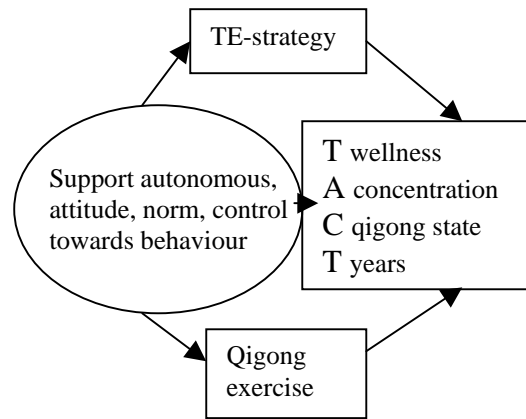 TE-strategy
Support autonomous,
attitude, norm, control
towards behaviour
T wellness
A concentration
C qigong state
T years
Qigong
exercise